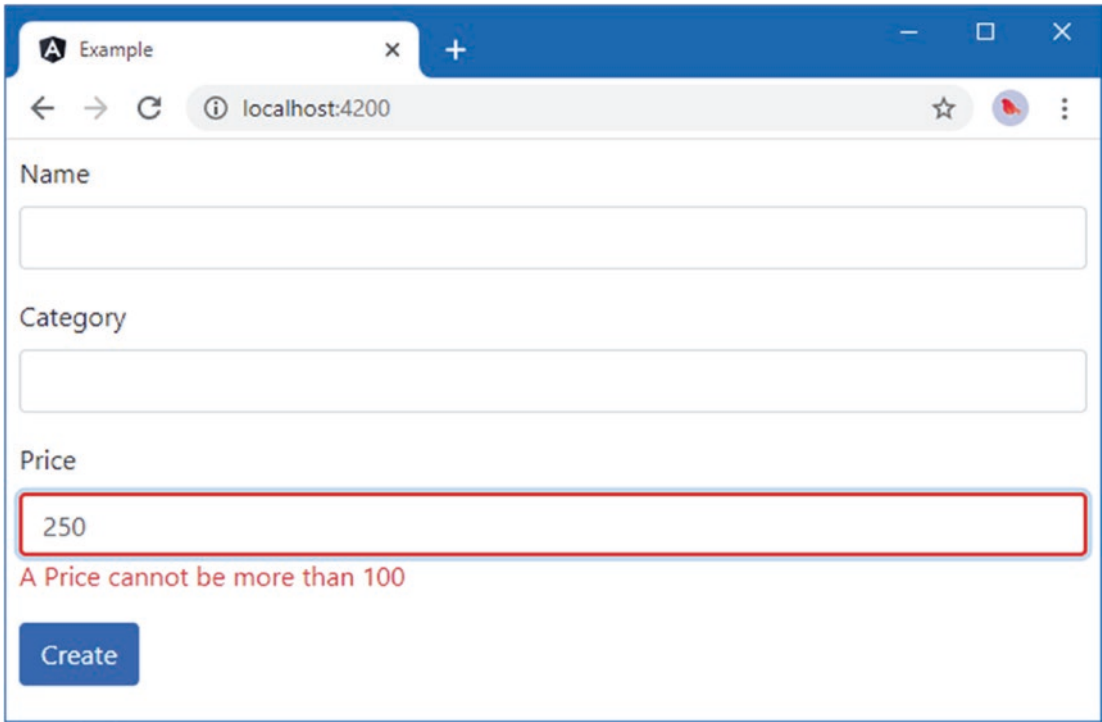 Example
localhost:4200
Name
Category
Price
250
A Price cannot be more than 100
Create